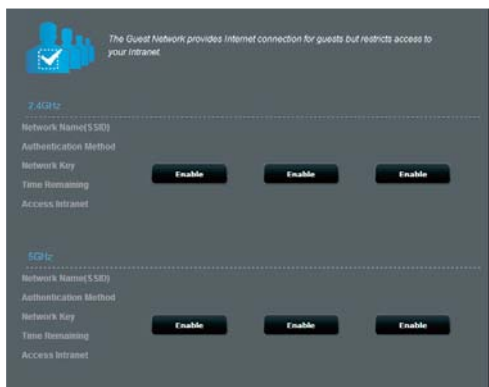 The Guest Network provides Internet connection for guests but restricts access to
your Intranet.
2.4GHz
Network Name(SSID)
Authentication Method
Network Key
Enable Enable Enable
Time Remaining
Access Intranet
5GHz
Network Name(SSID)
Authentication Method
Network Key
Enable Enable Enable
Time Remaining
Access Intranet